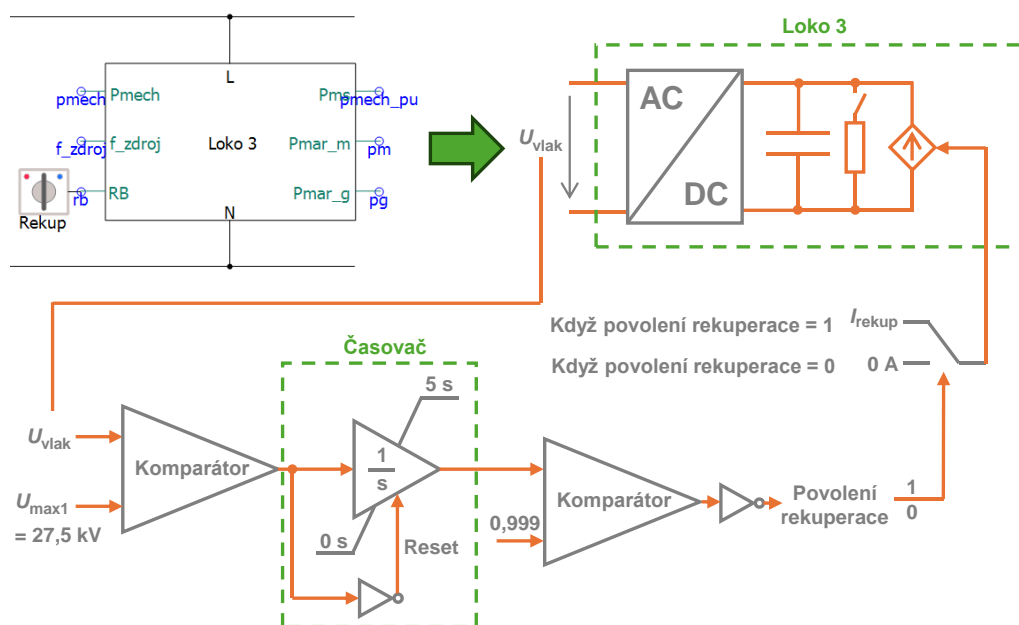 Loko 3
L
Pmech
Pms
pmech
pmech_pu
f_zdroj
Loko 3
Pmar_m
f_zdroj
pm
RB
Pmar_g
rb
pg
Rekup
N
AC
DC
Uvlak
Když povolení rekuperace = 1
Irekup
Když povolení rekuperace = 0
0 A
Časovač
5 s
Uvlak
Komparátor
1
s
Umax1
= 27,5 kV
0 s
Reset
0,999
Komparátor
Povolení
rekuperace
1
0